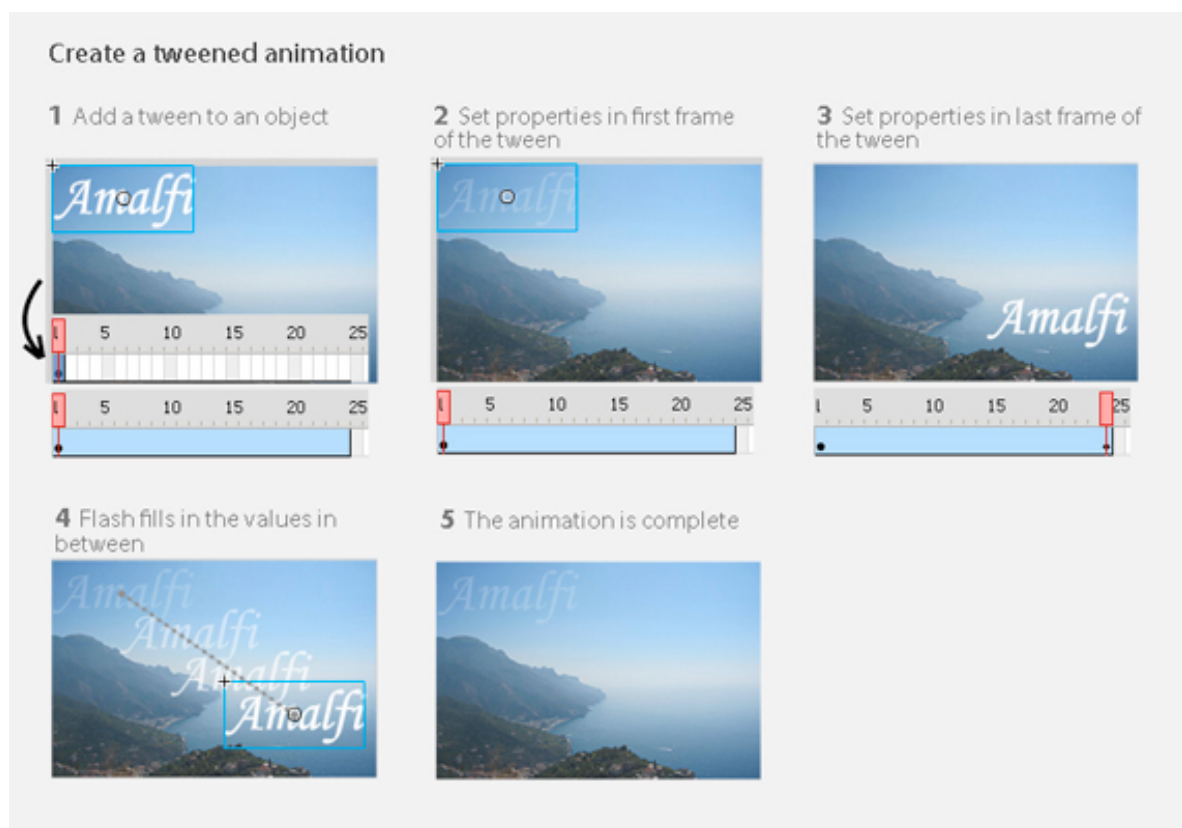 Create a tweened animation
1 Add a tween to an object
2 Set properties in first frame
of the tween
3 Set properties in last frame of
the tween
Amalfi
Amalfi
Amalfi
1 5 10 15 20 25
1 5 10 15 20 25
1 5 10 15 20 25
1 5 10 15 20 25
4 Flash fills in the values in
between
5 The animation is complete
Amalfi
Amalfi
Amalfi
Amalfi
Amalfi